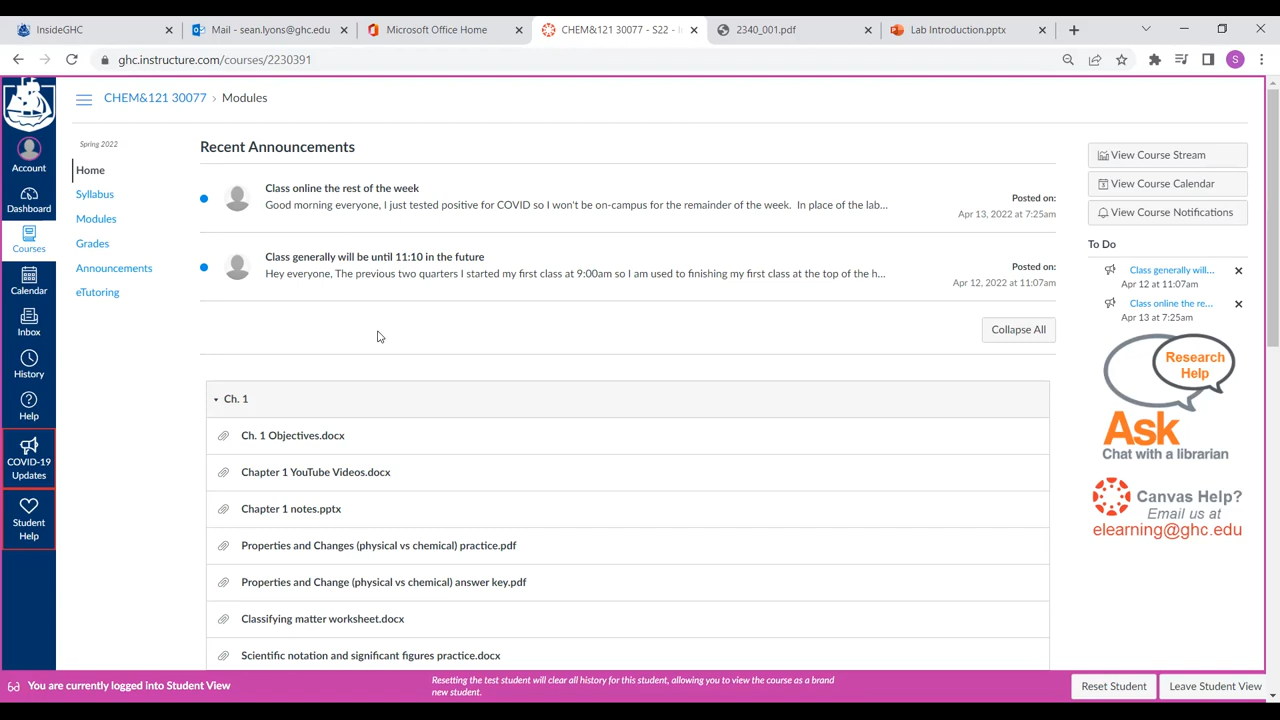 InsideGHC
Mail - sean.lyons@ghc.edu
Microsoft Office Home
CHEM&121 30077 - S22 - I
2340_001.pdf
Lab Introduction.pptx
ghc.instructure.com/courses/2230391
S
CHEM&121 30077 › Modules
Account
Dashboard
Courses
Calendar
Inbox
History
Help
COVID-19
Updates
Student
Help
Spring 2022
Home
Syllabus
Modules
Grades
Announcements
eTutoring
Recent Announcements
Class online the rest of the week
Good morning everyone, I just tested positive for COVID so I won't be on-campus for the remainder of the week. In place of the lab...
Posted on:
Apr 13, 2022 at 7:25am
Class generally will be until 11:10 in the future
Hey everyone, The previous two quarters I started my first class at 9:00am so I am used to finishing my first class at the top of the h...
Posted on:
Apr 12, 2022 at 11:07am
Collapse All
Ch. 1
Ch. 1 Objectives.docx
Chapter 1 YouTube Videos.docx
Chapter 1 notes.pptx
Properties and Changes (physical vs chemical) practice.pdf
Properties and Change (physical vs chemical) answer key.pdf
Classifying matter worksheet.docx
Scientific notation and significant figures practice.docx
View Course Stream
View Course Calendar
View Course Notifications
To Do
Class generally will...
Apr 12 at 11:07am
Class online the re...
Apr 13 at 7:25am
Research
Help
Ask
Chat with a librarian
Canvas Help?
Email us at
elearning@ghc.edu
You are currently logged into Student View
Resetting the test student will clear all history for this student, allowing you to view the course as a brand
new student.
Reset Student
Leave Student View